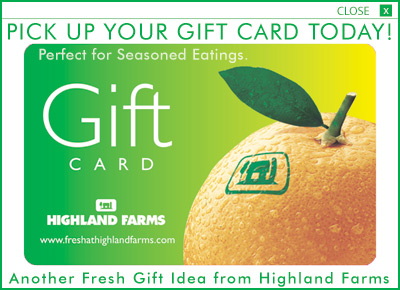 CLOSE X
PICK UP YOUR GIFT CARD TODAY!
Perfect for Seasoned Eatings.
Gift
CARD
HIGHLAND FARMS
www.freshathighlandfarms.com
Another Fresh Gift Idea from Highland Farms